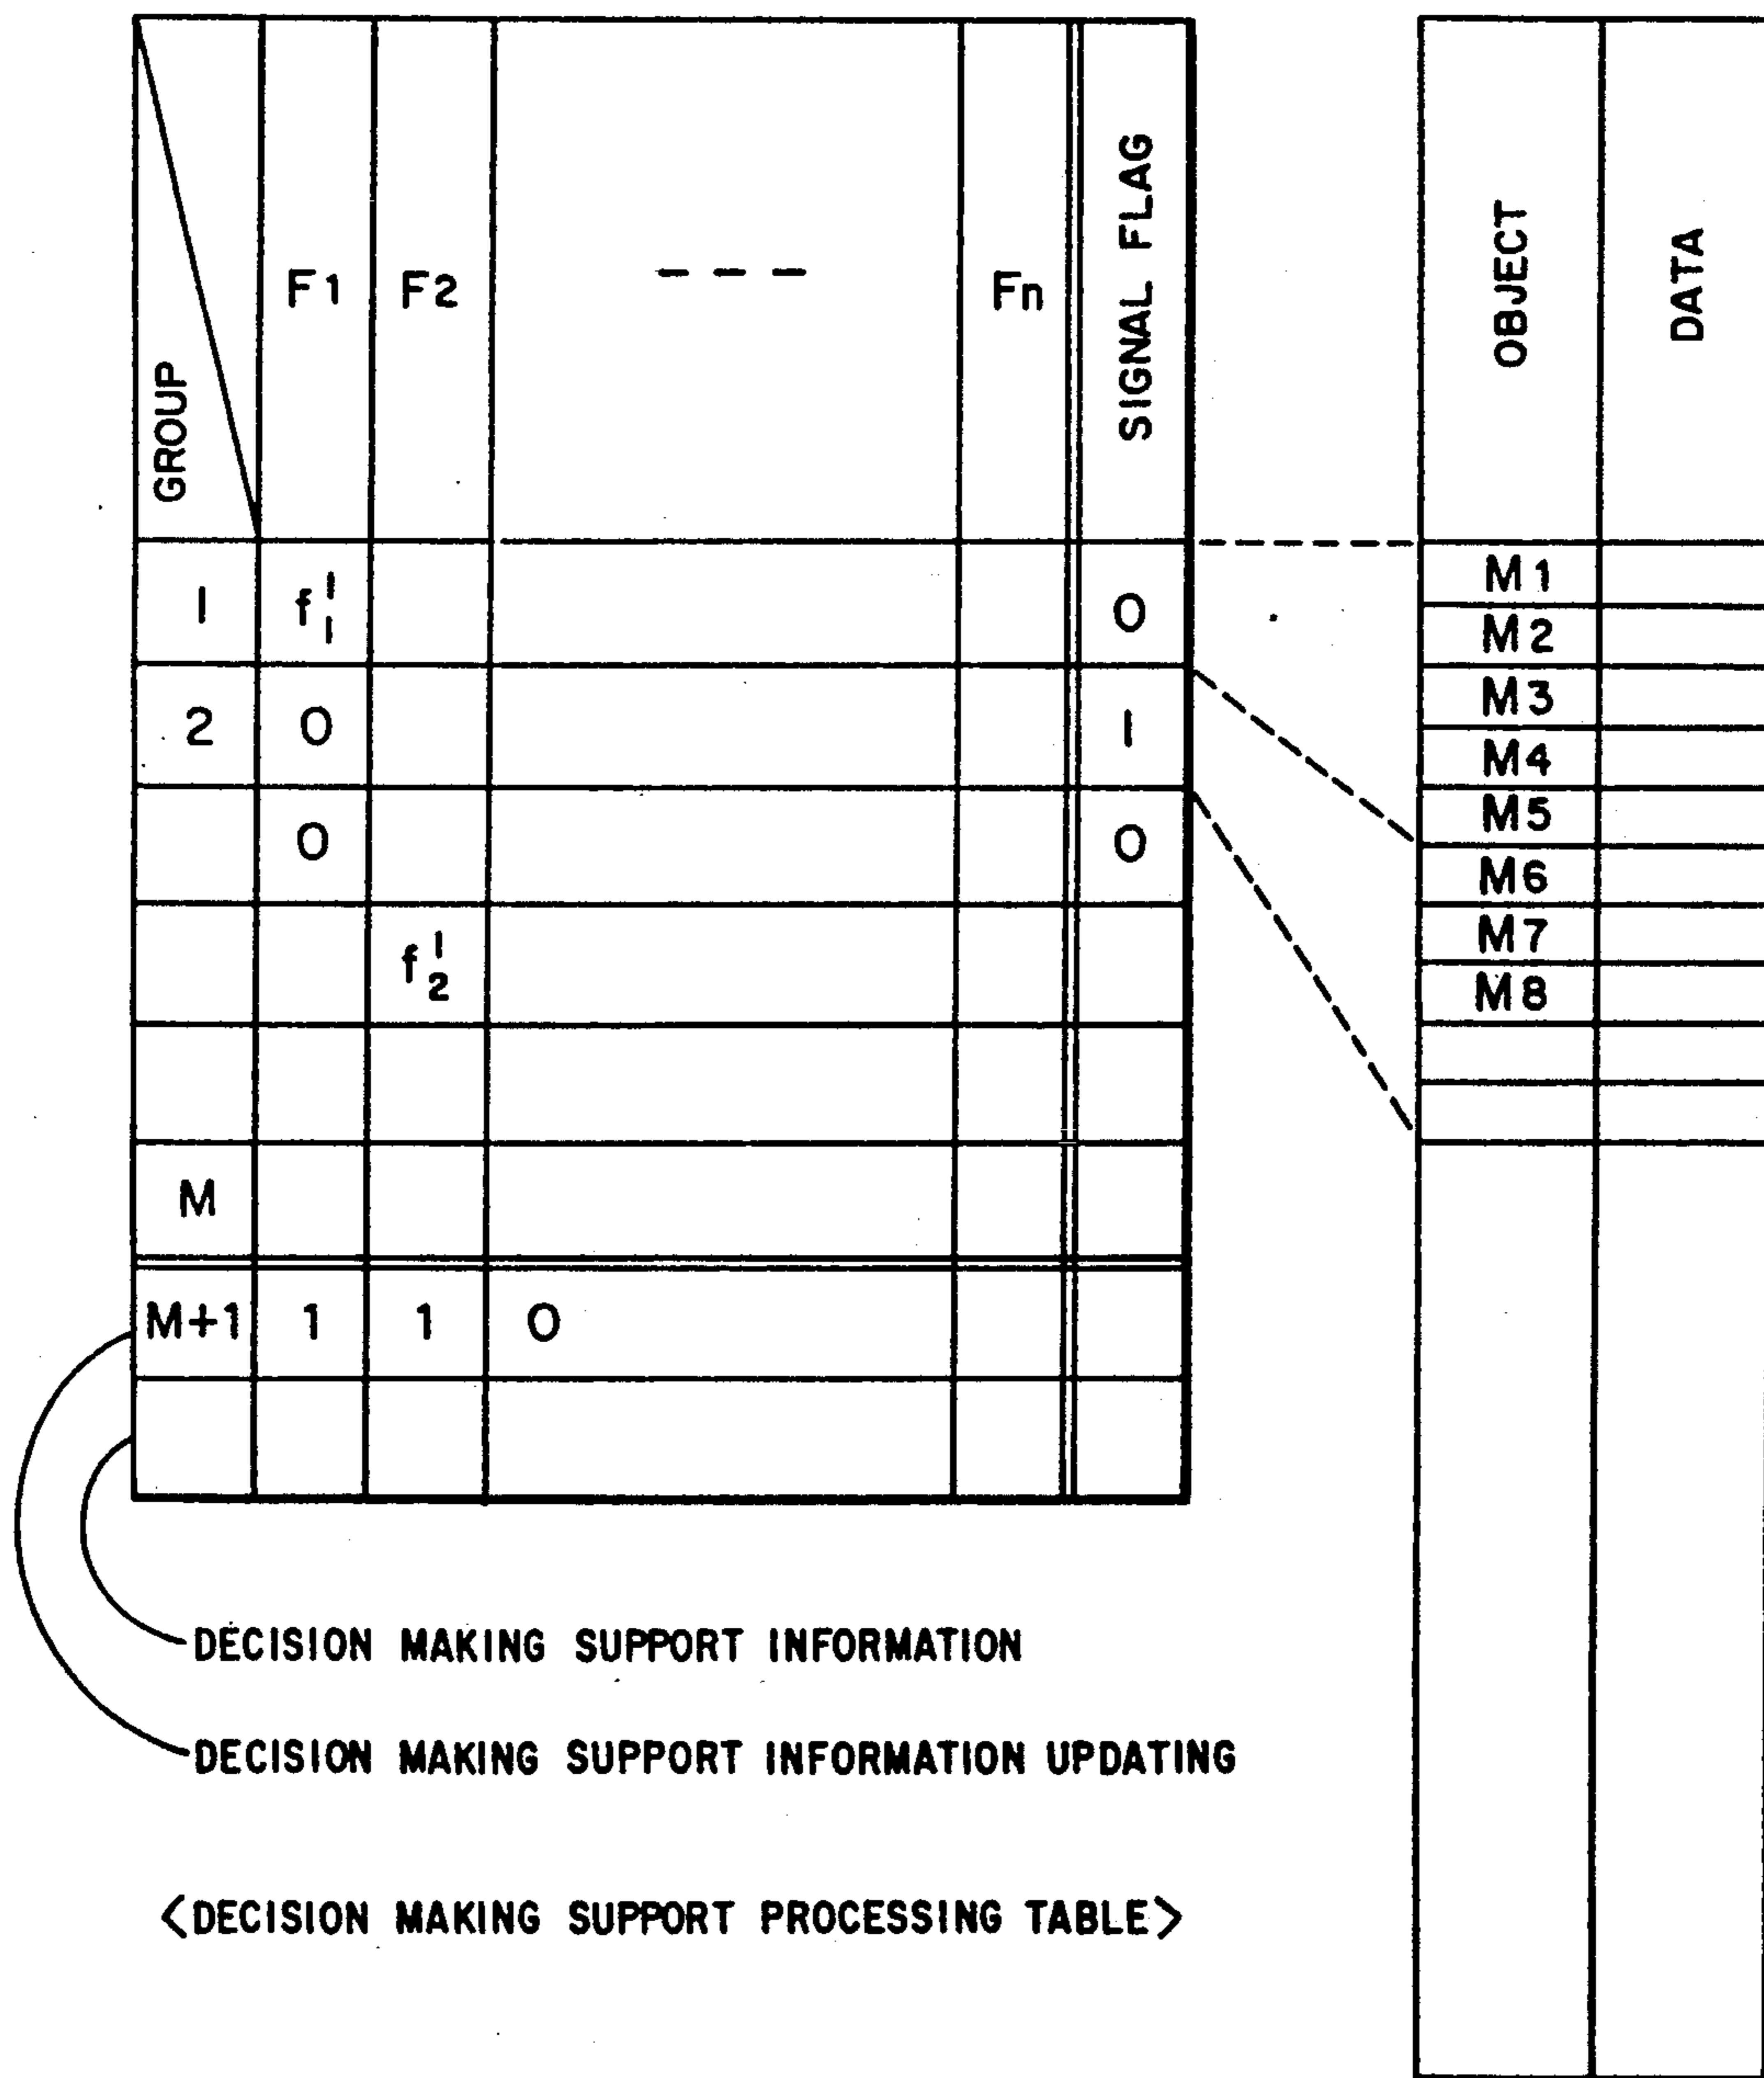 GROUP F1 F2 --- Fn SIGNAL FLAG
1 f₁¹ 0
2 0 1
0 0
f₂¹
M
M+1 1 1 0
DECISION MAKING SUPPORT INFORMATION
DECISION MAKING SUPPORT INFORMATION UPDATING
<DECISION MAKING SUPPORT PROCESSING TABLE>
OBJECT DATA
M1
M2
M3
M4
M5
M6
M7
M8